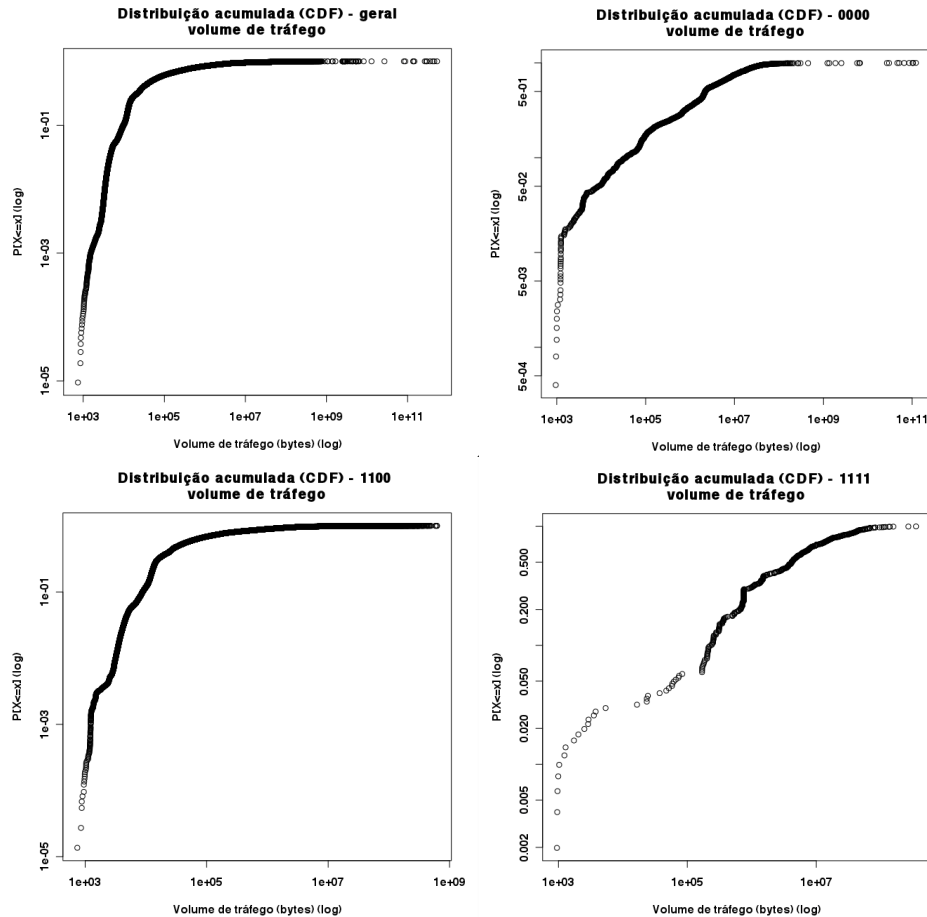 Distribuição acumulada (CDF) - geral
volume de tráfego
P[X<=x] (log)
1e-01
1e-03
1e-05
1e+03 1e+05 1e+07 1e+09 1e+11
Volume de tráfego (bytes) (log)
Distribuição acumulada (CDF) - 0000
volume de tráfego
P[X<=x] (log)
5e-01
5e-02
5e-03
5e-04
1e+03 1e+05 1e+07 1e+09 1e+11
Volume de tráfego (bytes) (log)
Distribuição acumulada (CDF) - 1100
volume de tráfego
P[X<=x] (log)
1e-01
1e-03
1e-05
1e+03 1e+05 1e+07 1e+09
Volume de tráfego (bytes) (log)
Distribuição acumulada (CDF) - 1111
volume de tráfego
P[X<=x] (log)
0.500
0.200
0.050
0.020
0.005
0.002
1e+03 1e+05 1e+07
Volume de tráfego (bytes) (log)